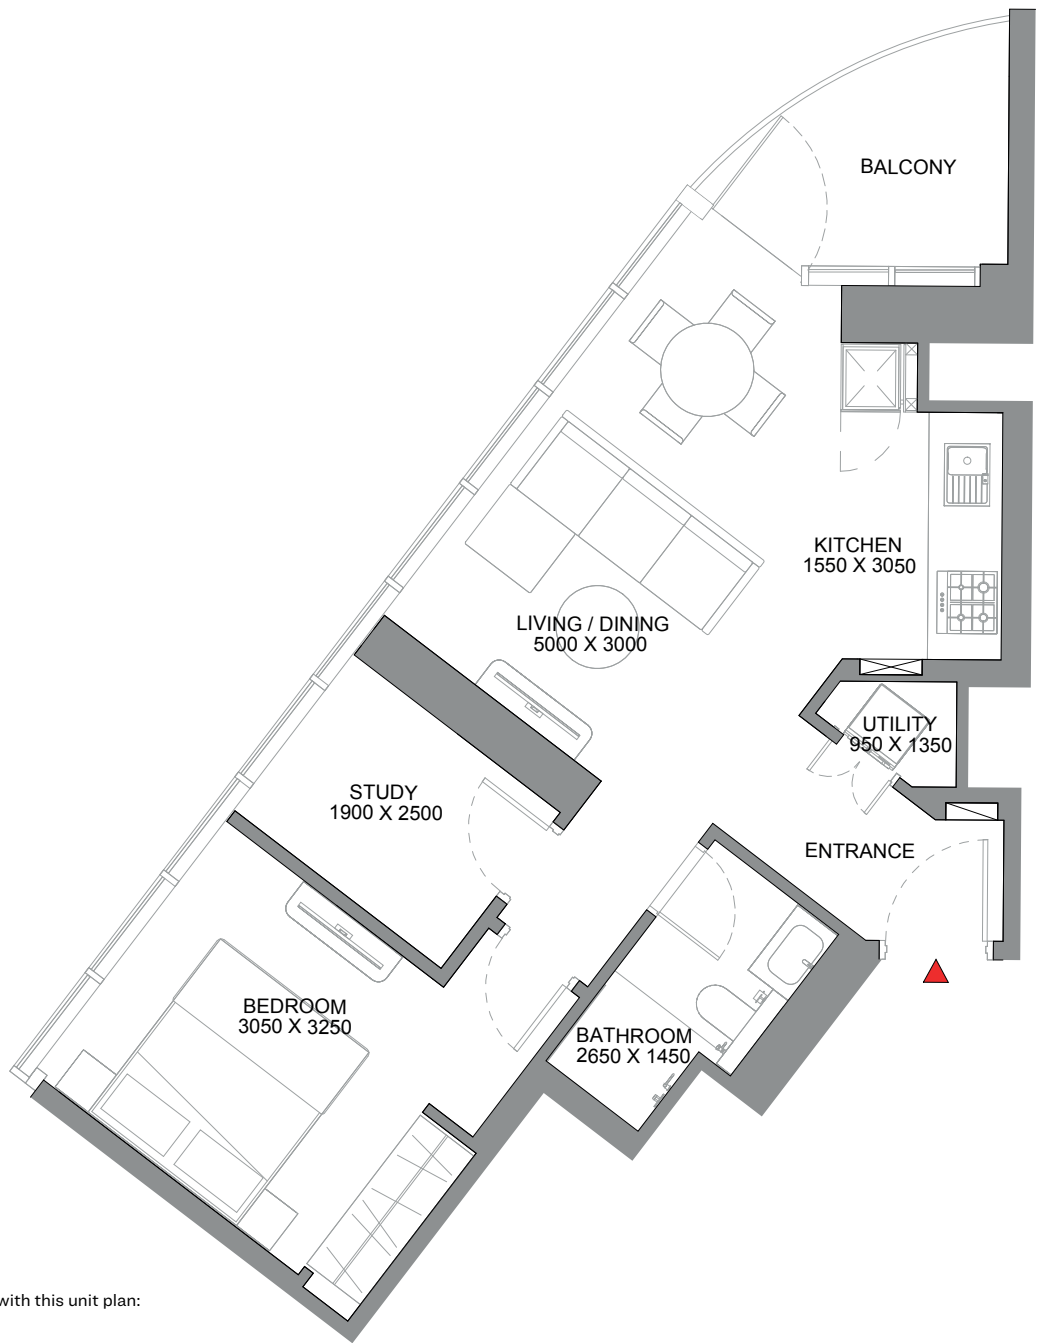 BALCONY
KITCHEN
1550 X 3050
LIVING / DINING
5000 X 3000
UTILITY
950 X 1350
STUDY
1900 X 2500
ENTRANCE
BEDROOM
3050 X 3250
BATHROOM
2650 X 1450
with this unit plan: